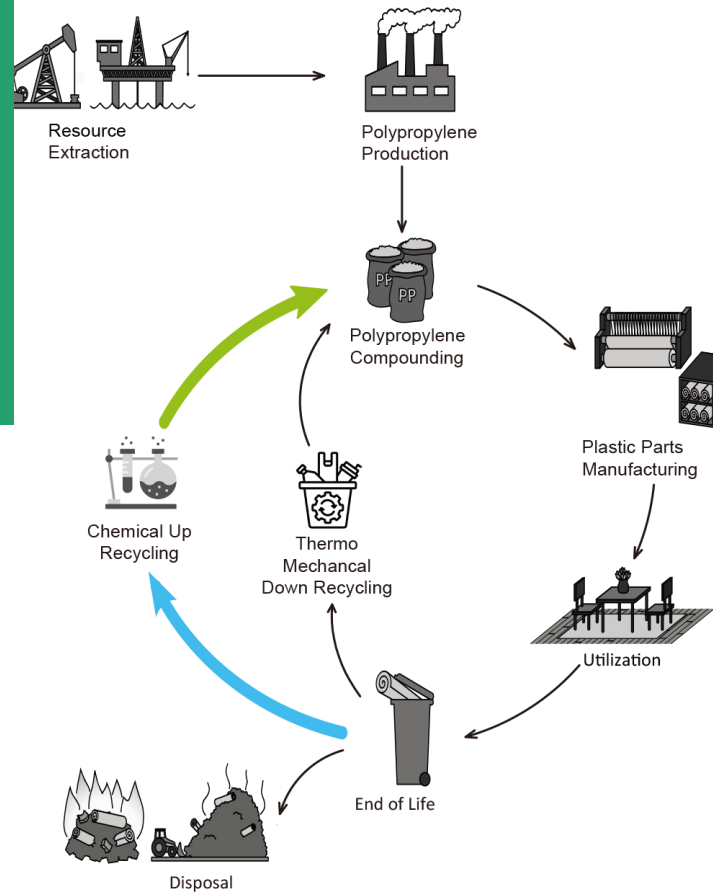 Resource
Extraction
Polypropylene
Production
PP
PP
Polypropylene
Compounding
Plastic Parts
Manufacturing
Chemical Up
Recycling
Thermo
Mechancal
Down Recycling
Utilization
End of Life
Disposal